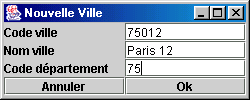 Nouvelle Ville
Code ville 75012
Nom ville Paris 12
Code département 75
Annuler Ok